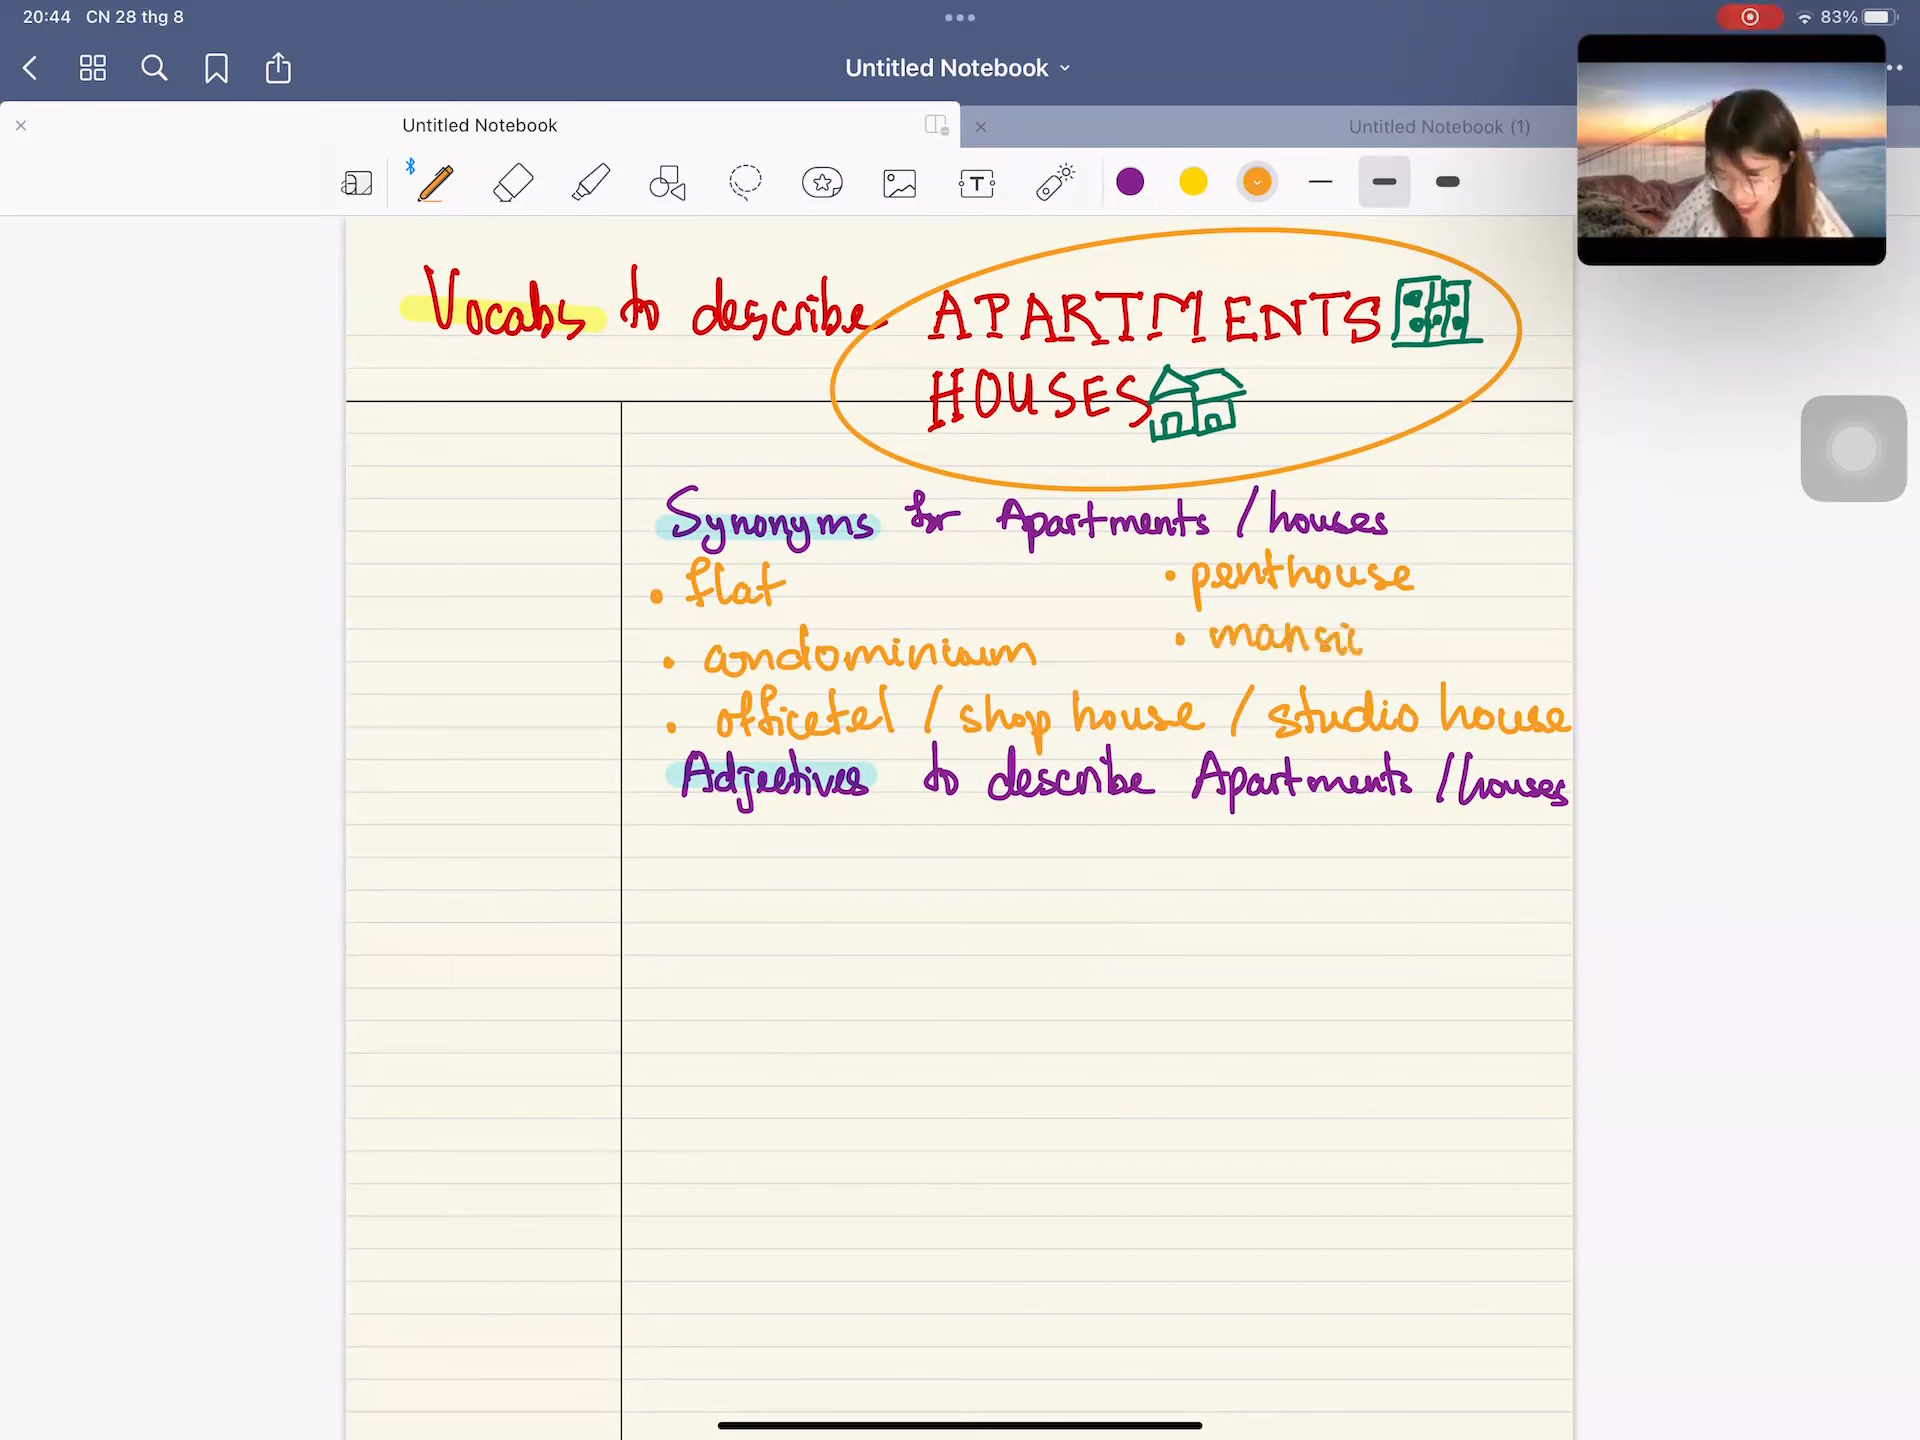 20:44 CN 28 thg 8
83%
Untitled Notebook
Untitled Notebook
Untitled Notebook (1)
T
Vocabs to describe APARTMENTS
HOUSES
Synonyms for Apartments / houses
• flat
• penthouse
• condominium
• mansi
• officetel / shop house / studio house
Adjectives to describe Apartments / houses